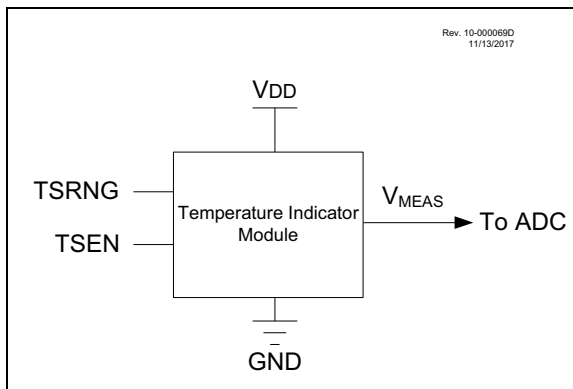 Rev. 10-000069D
11/13/2017
VDD
TSRNG
TSEN
Temperature Indicator
Module
VMEAS
To ADC
GND